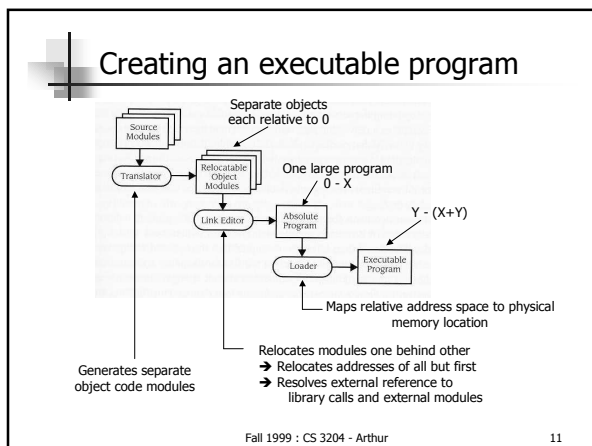 Creating an executable program
Separate objects
each relative to 0
Source
Modules
Translator
Relocatable
Object
Modules
One large program
0 - X
Link Editor
Absolute
Program
Y - (X+Y)
Loader
Executable
Program
Maps relative address space to physical
memory location
Generates separate
object code modules
Relocates modules one behind other
➔ Relocates addresses of all but first
➔ Resolves external reference to
library calls and external modules
Fall 1999 : CS 3204 - Arthur
11